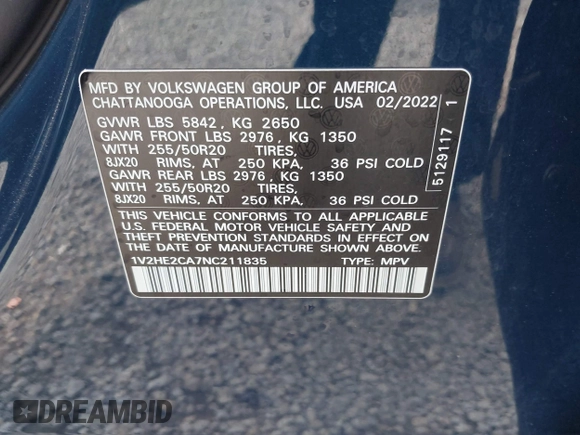 MFD BY VOLKSWAGEN GROUP OF AMERICA
CHATTANOOGA OPERATIONS, LLC. USA 02/2022
GVWR LBS 5842 , KG 2650
GAWR FRONT LBS 2976 , KG 1350
WITH 255/50R20 TIRES,
8JX20 RIMS, AT 250 KPA, 36 PSI COLD
GAWR REAR LBS 2976 , KG 1350
WITH 255/50R20 TIRES,
8JX20 RIMS, AT 250 KPA, 36 PSI COLD
THIS VEHICLE CONFORMS TO ALL APPLICABLE
U.S. FEDERAL MOTOR VEHICLE SAFETY AND
THEFT PREVENTION STANDARDS IN EFFECT ON
THE DATE OF MANUFACTURE SHOWN ABOVE.
1V2HE2CA7NC211835 TYPE: MPV
5129117 1
DREAMBID